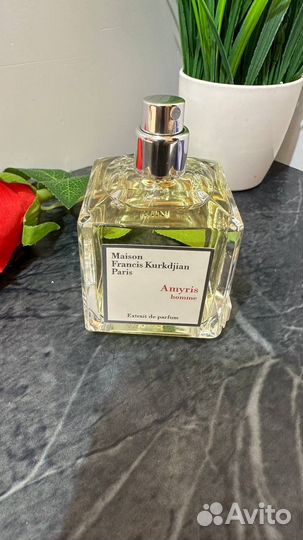 Maison
Francis Kurkdjian
Paris
Amyris
homme
Extrait de parfum
Avito